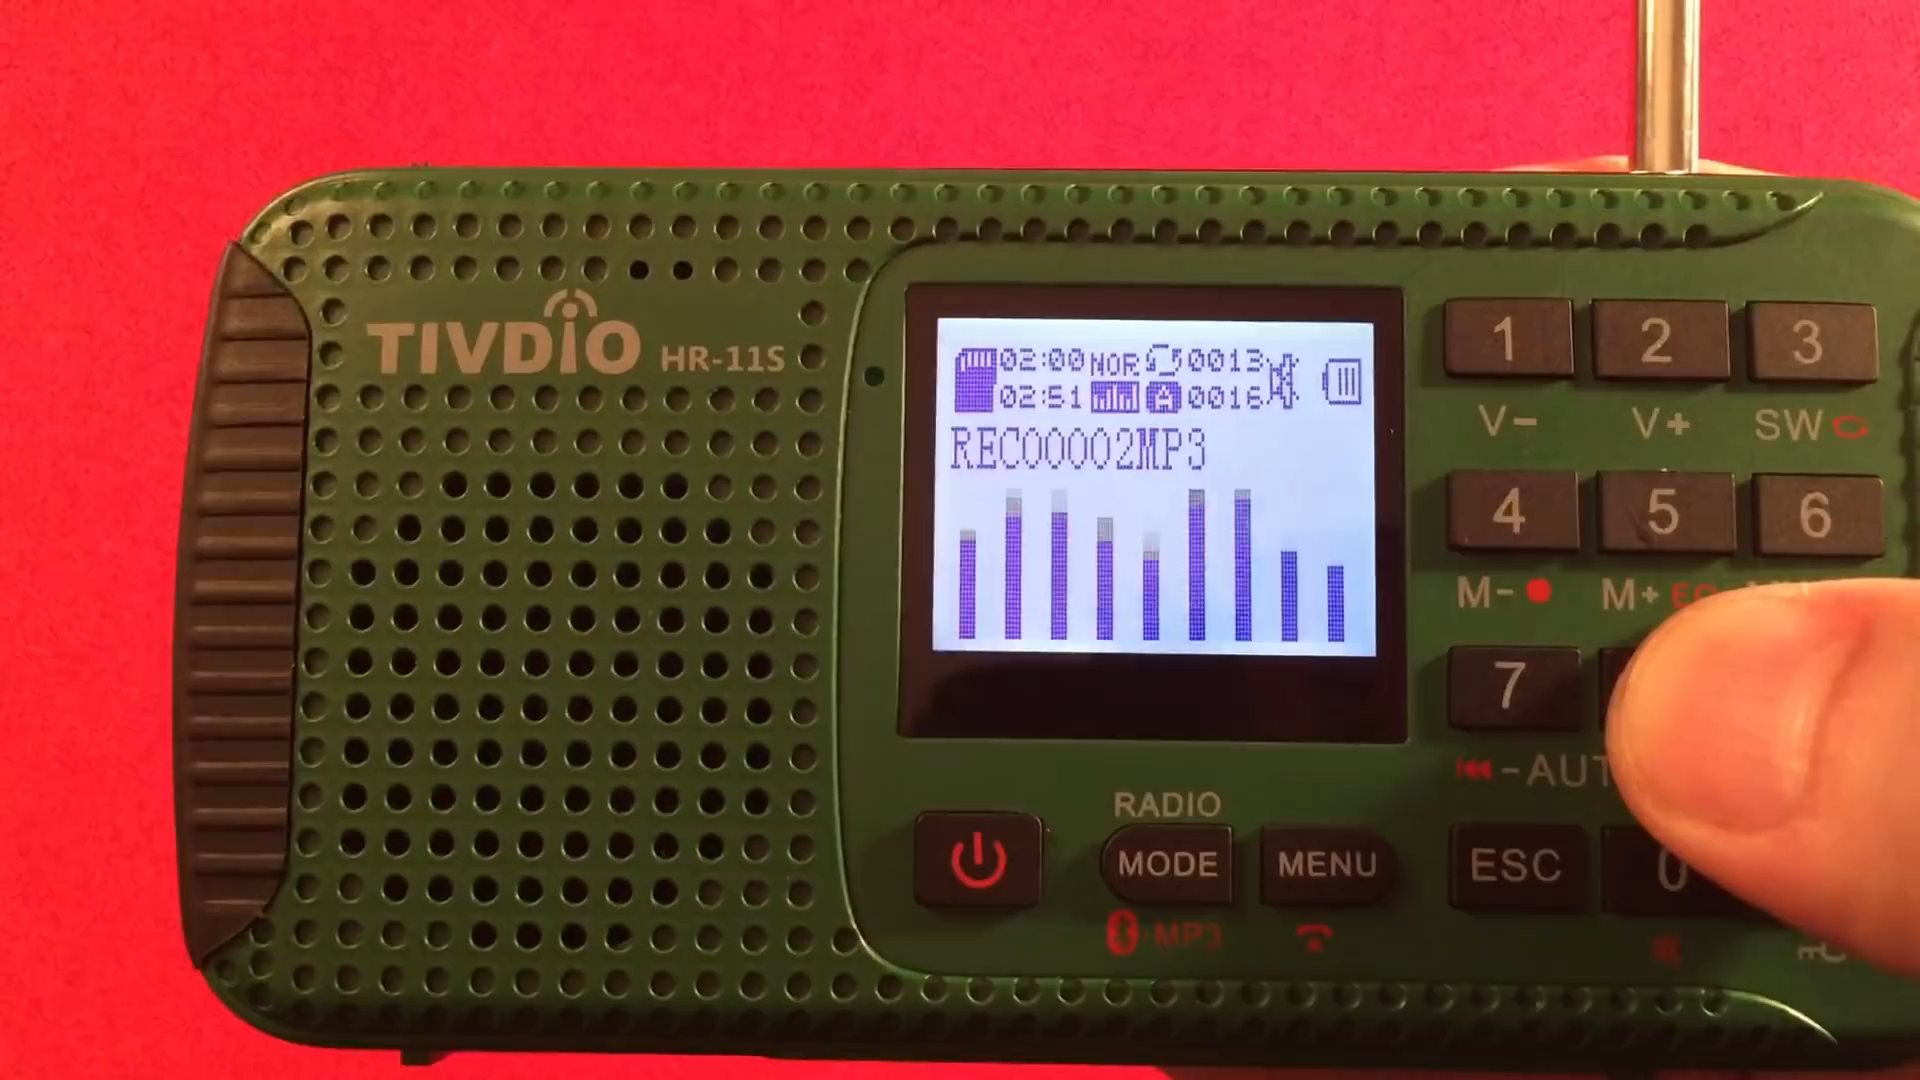 TIVDIO HR-11S
02:00 NOR 0013
02:51 A 0016
REC00002MP3
1 2 3
V- V+ SW
4 5 6
M- M+
7
-AUT
RADIO
MODE MENU ESC 0
MP3